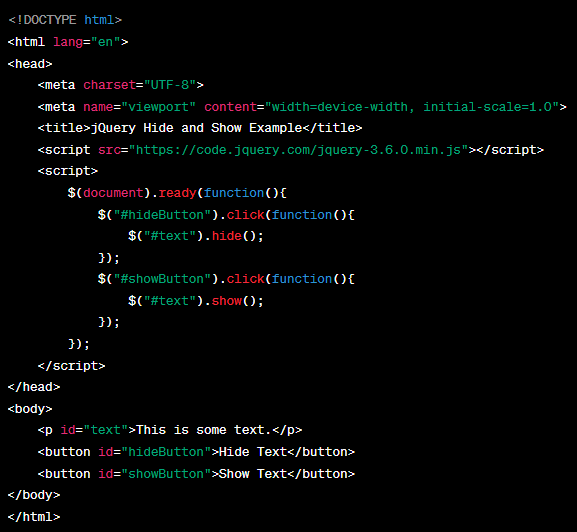 <!DOCTYPE html>
<html lang="en">
<head>
    <meta charset="UTF-8">
    <meta name="viewport" content="width=device-width, initial-scale=1.0">
    <title>jQuery Hide and Show Example</title>
    <script src="https://code.jquery.com/jquery-3.6.0.min.js"></script>
    <script>
        $(document).ready(function(){
            $("#hideButton").click(function(){
                $("#text").hide();
            });
            $("#showButton").click(function(){
                $("#text").show();
            });
        });
    </script>
</head>
<body>
    <p id="text">This is some text.</p>
    <button id="hideButton">Hide Text</button>
    <button id="showButton">Show Text</button>
</body>
</html>